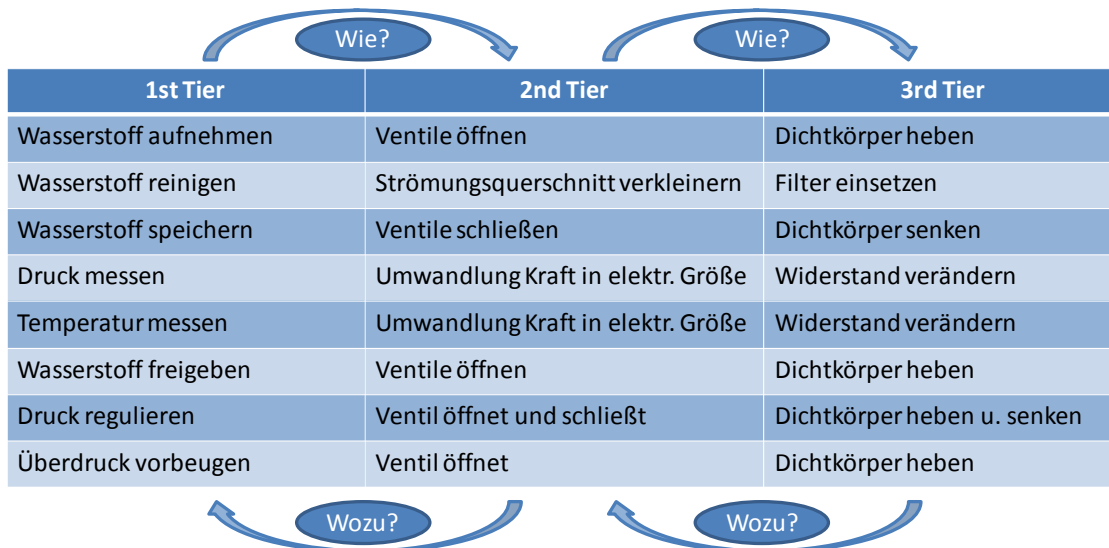 Wie? Wie?
1st Tier 2nd Tier 3rd Tier
Wasserstoff aufnehmen Ventile öffnen Dichtkörper heben
Wasserstoff reinigen Strömungsquerschnitt verkleinern Filter einsetzen
Wasserstoff speichern Ventile schließen Dichtkörper senken
Druck messen Umwandlung Kraft in elektr. Größe Widerstand verändern
Temperatur messen Umwandlung Kraft in elektr. Größe Widerstand verändern
Wasserstoff freigeben Ventile öffnen Dichtkörper heben
Druck regulieren Ventil öffnet und schließt Dichtkörper heben u. senken
Überdruck vorbeugen Ventil öffnet Dichtkörper heben
Wozu? Wozu?